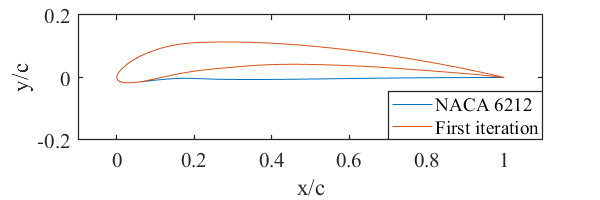 0.2
y/c
0
-0.2
NACA 6212
First iteration
0 0.2 0.4 0.6 0.8 1
x/c